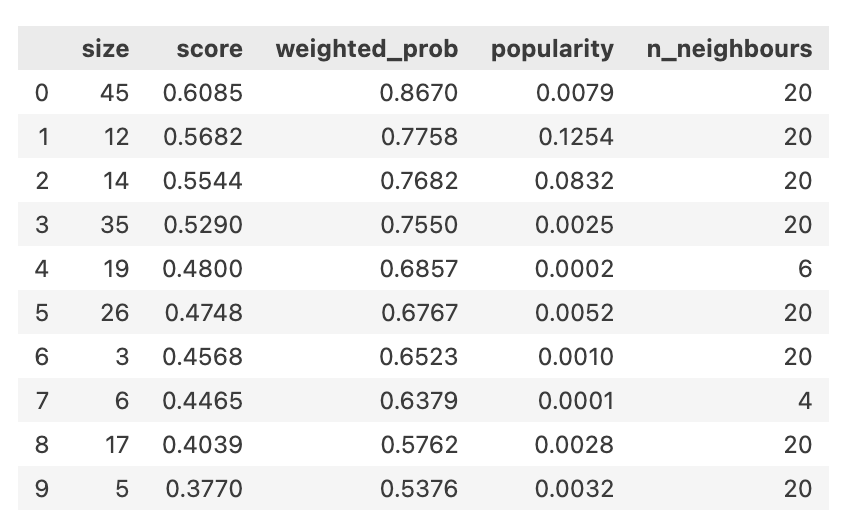 size score weighted_prob popularity n_neighbours
0 45 0.6085 0.8670 0.0079 20
1 12 0.5682 0.7758 0.1254 20
2 14 0.5544 0.7682 0.0832 20
3 35 0.5290 0.7550 0.0025 20
4 19 0.4800 0.6857 0.0002 6
5 26 0.4748 0.6767 0.0052 20
6 3 0.4568 0.6523 0.0010 20
7 6 0.4465 0.6379 0.0001 4
8 17 0.4039 0.5762 0.0028 20
9 5 0.3770 0.5376 0.0032 20